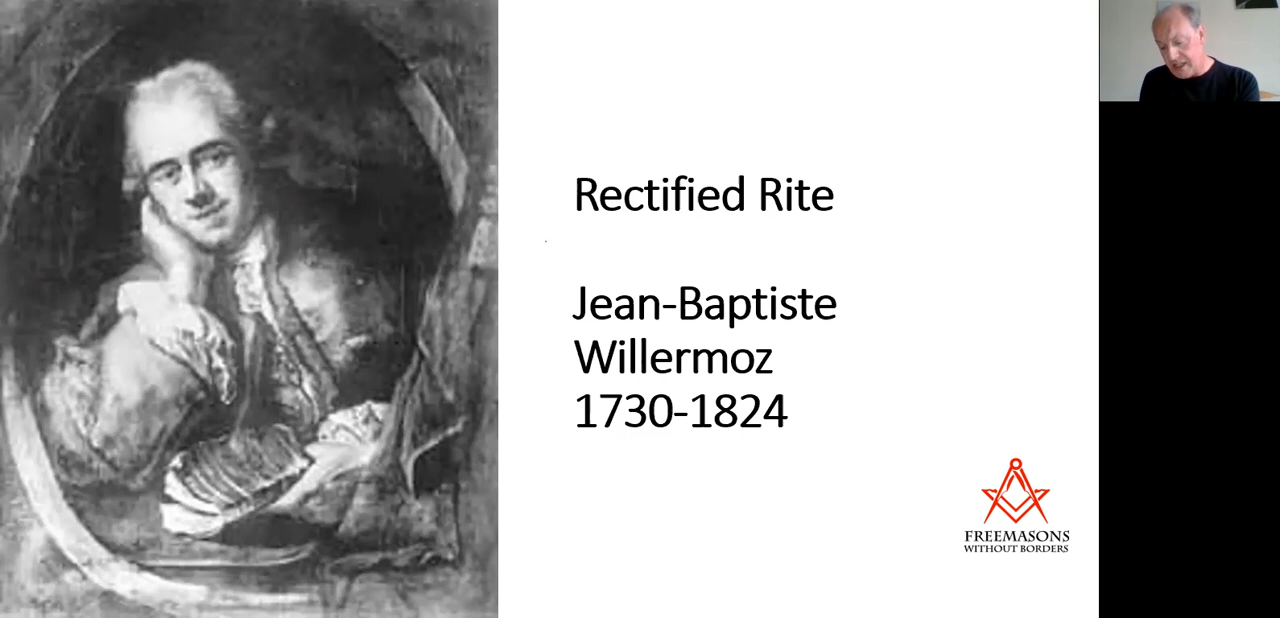 Rectified Rite
Jean-Baptiste
Willermoz
1730-1824
FREEMASONS
WITHOUT BORDERS